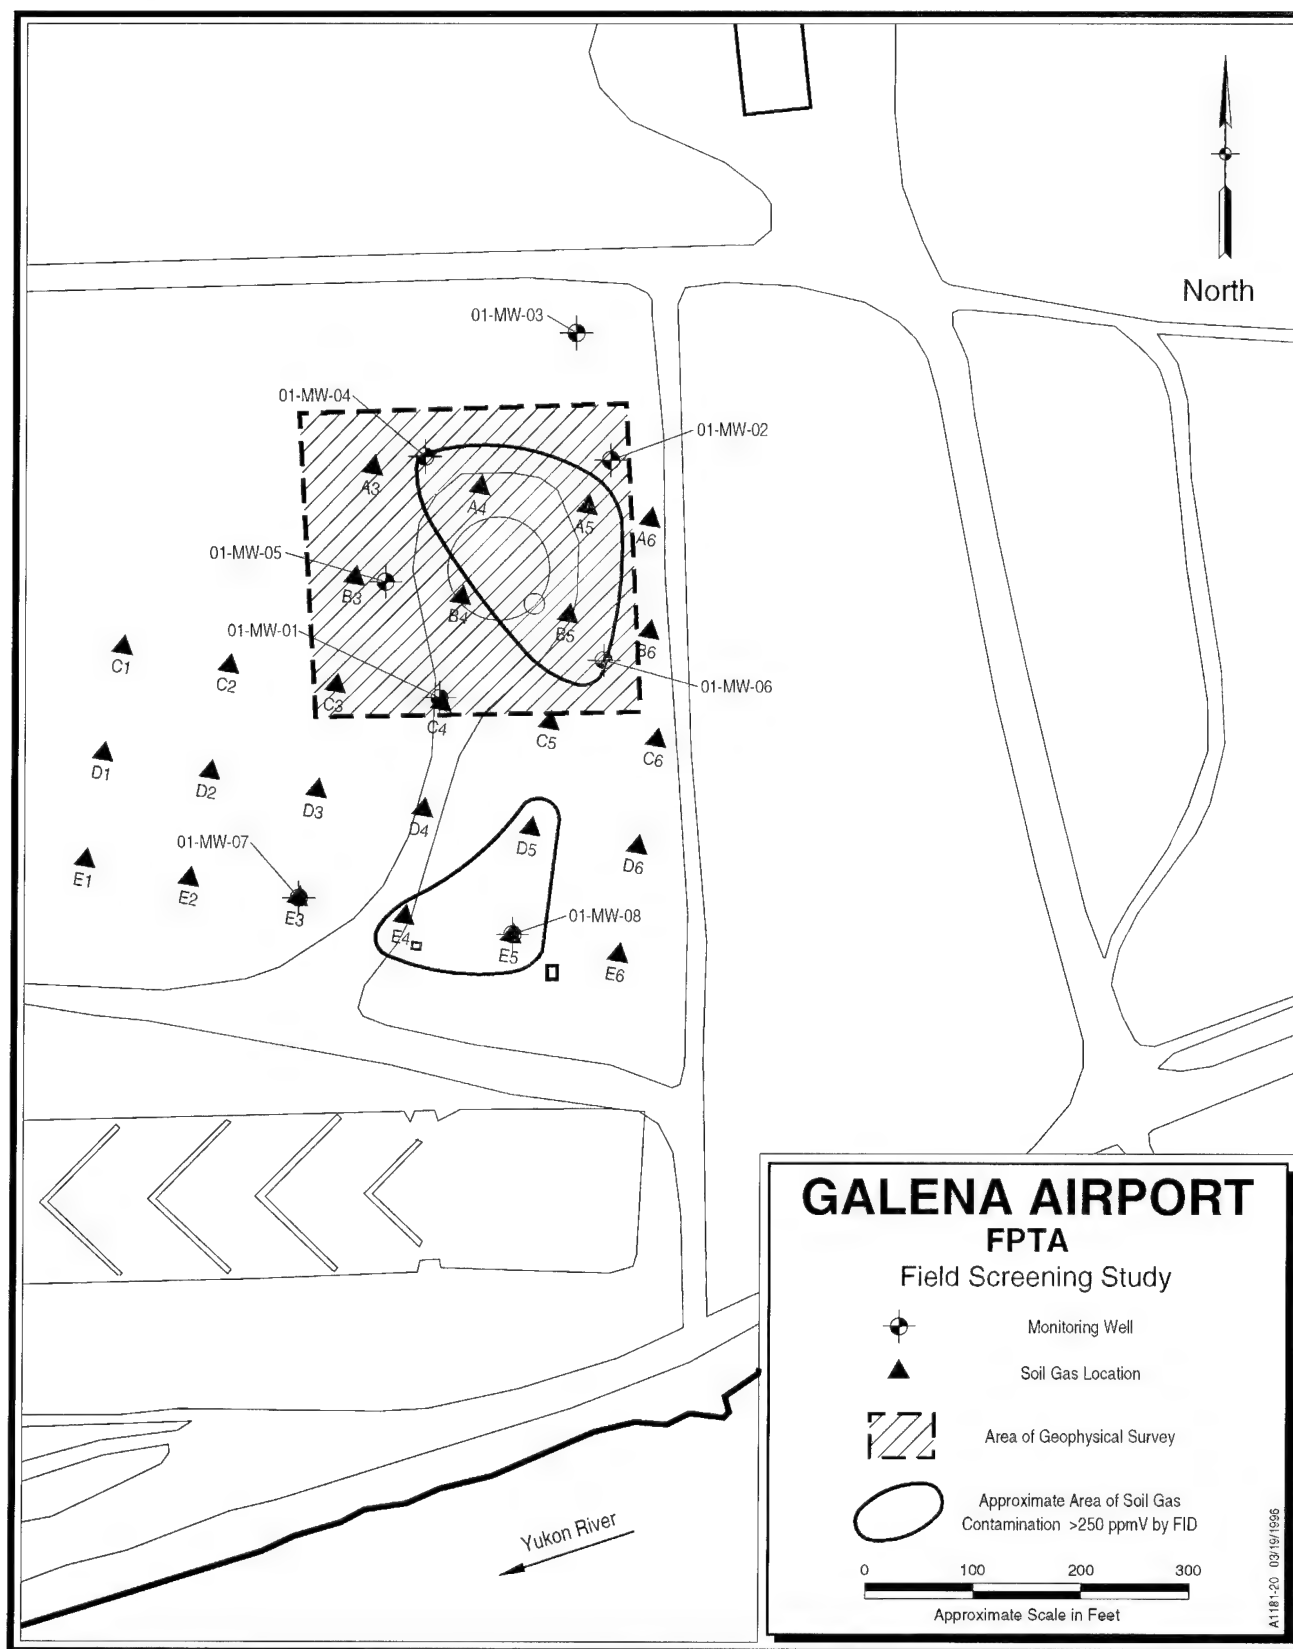 North
01-MW-03
01-MW-04
01-MW-02
A3
A4
A5
A6
01-MW-05
B3
B4
B5
B6
01-MW-01
C1
C2
C3
01-MW-06
C4
C5
C6
D1
D2
D3
D4
D5
D6
01-MW-07
E1
E2
E3
E4
01-MW-08
E5
E6
GALENA AIRPORT
FPTA
Field Screening Study
Monitoring Well
Soil Gas Location
Area of Geophysical Survey
Approximate Area of Soil Gas
Contamination >250 ppmV by FID
0 100 200 300
Approximate Scale in Feet
Yukon River
A1181-20 03/19/1996